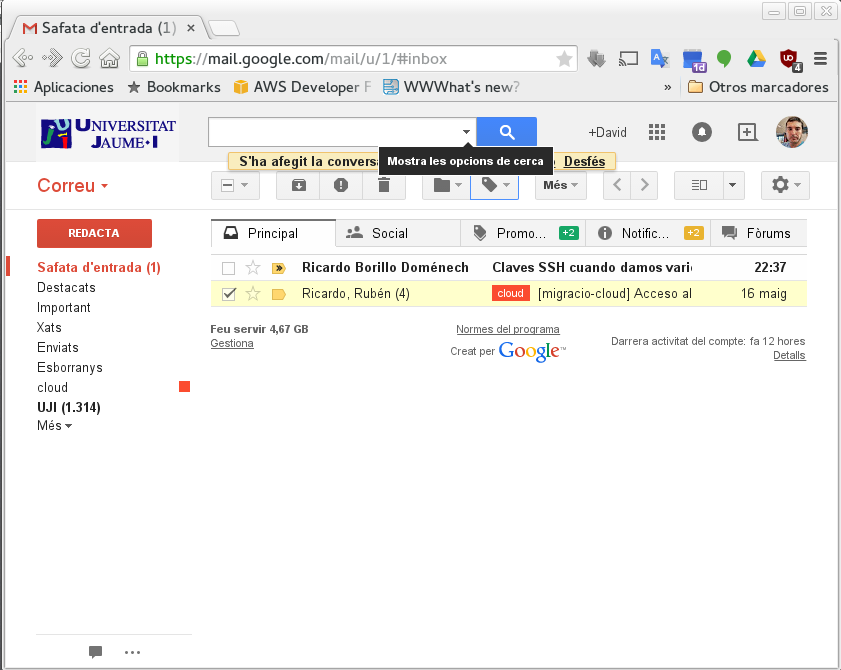 Safata d'entrada (1)
https://mail.google.com/mail/u/1/#inbox
1d
4
Aplicaciones
Bookmarks
AWS Developer F
WWWhat's new?
»
Otros marcadores
UNIVERSITAT
JAUME·I
+David
S'ha afegit la conversa
Mostra les opcions de cerca
Desfés
Correu
Més
REDACTA
Principal
Social
Promo...
+2
Notific...
+2
Fòrums
Safata d'entrada (1)
Destacats
Important
Xats
Enviats
Esborranys
cloud
UJI (1.314)
Més
Ricardo Borillo Doménech Claves SSH cuando damos vari 22:37
Ricardo, Rubén (4) cloud [migracio-cloud] Acceso al 16 maig
Feu servir 4,67 GB
Gestiona
Normes del programa
Creat per Google™
Darrera activitat del compte: fa 12 hores
Detalls